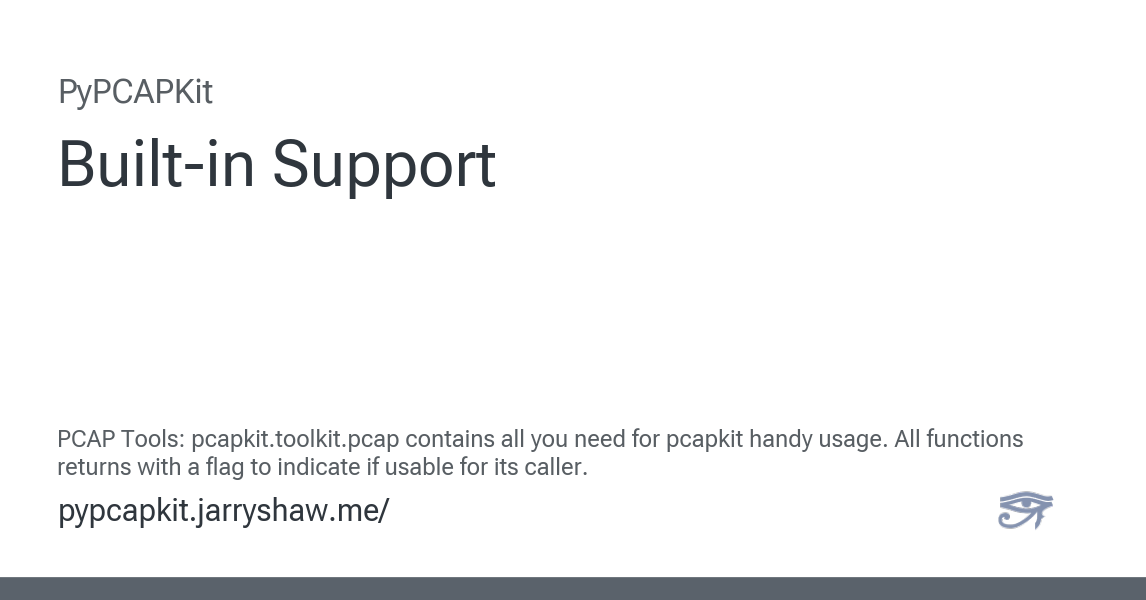 PyPCAPKit
Built-in Support
PCAP Tools: pcapkit.toolkit.pcap contains all you need for pcapkit handy usage. All functions
returns with a flag to indicate if usable for its caller.
pypcapkit.jarryshaw.me/